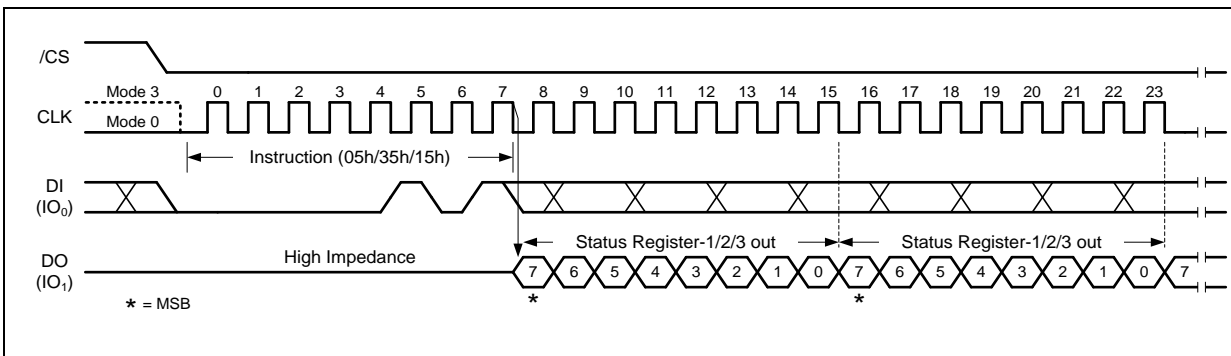 /CS
Mode 3 0 1 2 3 4 5 6 7 8 9 10 11 12 13 14 15 16 17 18 19 20 21 22 23
CLK
Mode 0
Instruction (05h/35h/15h)
DI
(IO₀)
Status Register-1/2/3 out Status Register-1/2/3 out
High Impedance
DO
(IO₁)
7 6 5 4 3 2 1 0 7 6 5 4 3 2 1 0 7
* *
* = MSB